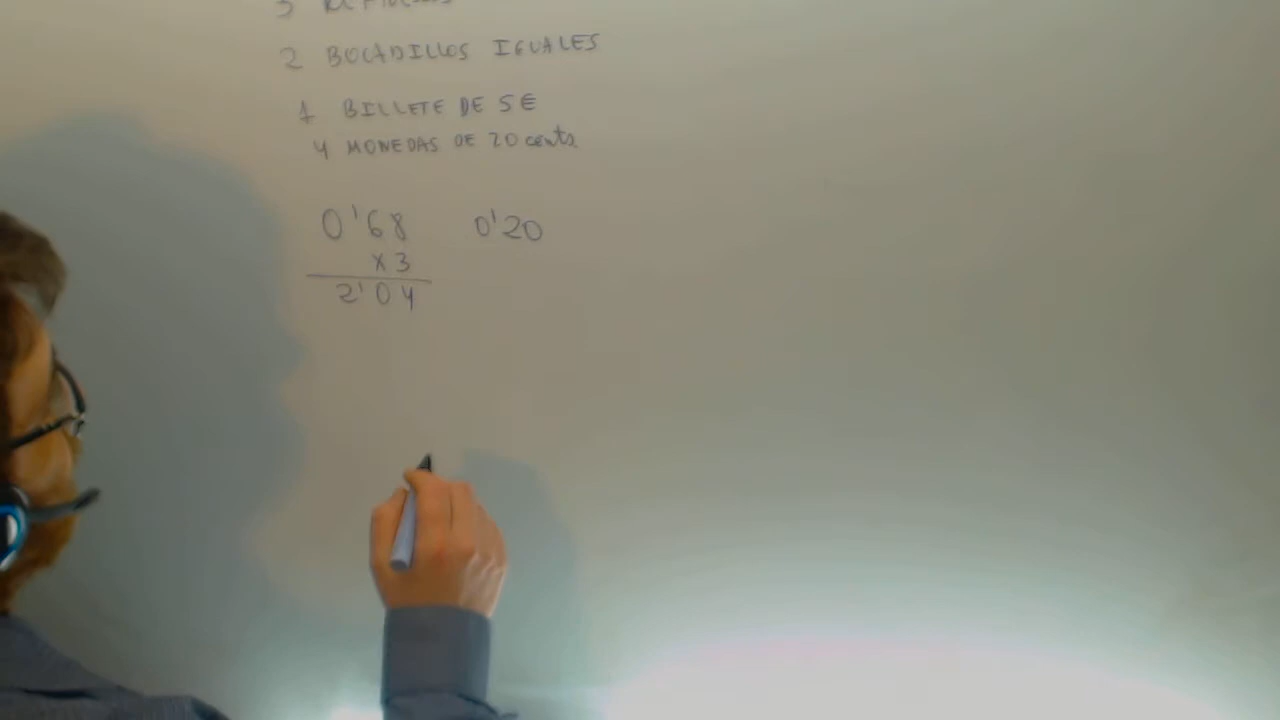 3
2 BOCADILLOS IGUALES
1 BILLETE DE 5€
4 MONEDAS DE 20 cents.
0'68 0'20
x3
2'04